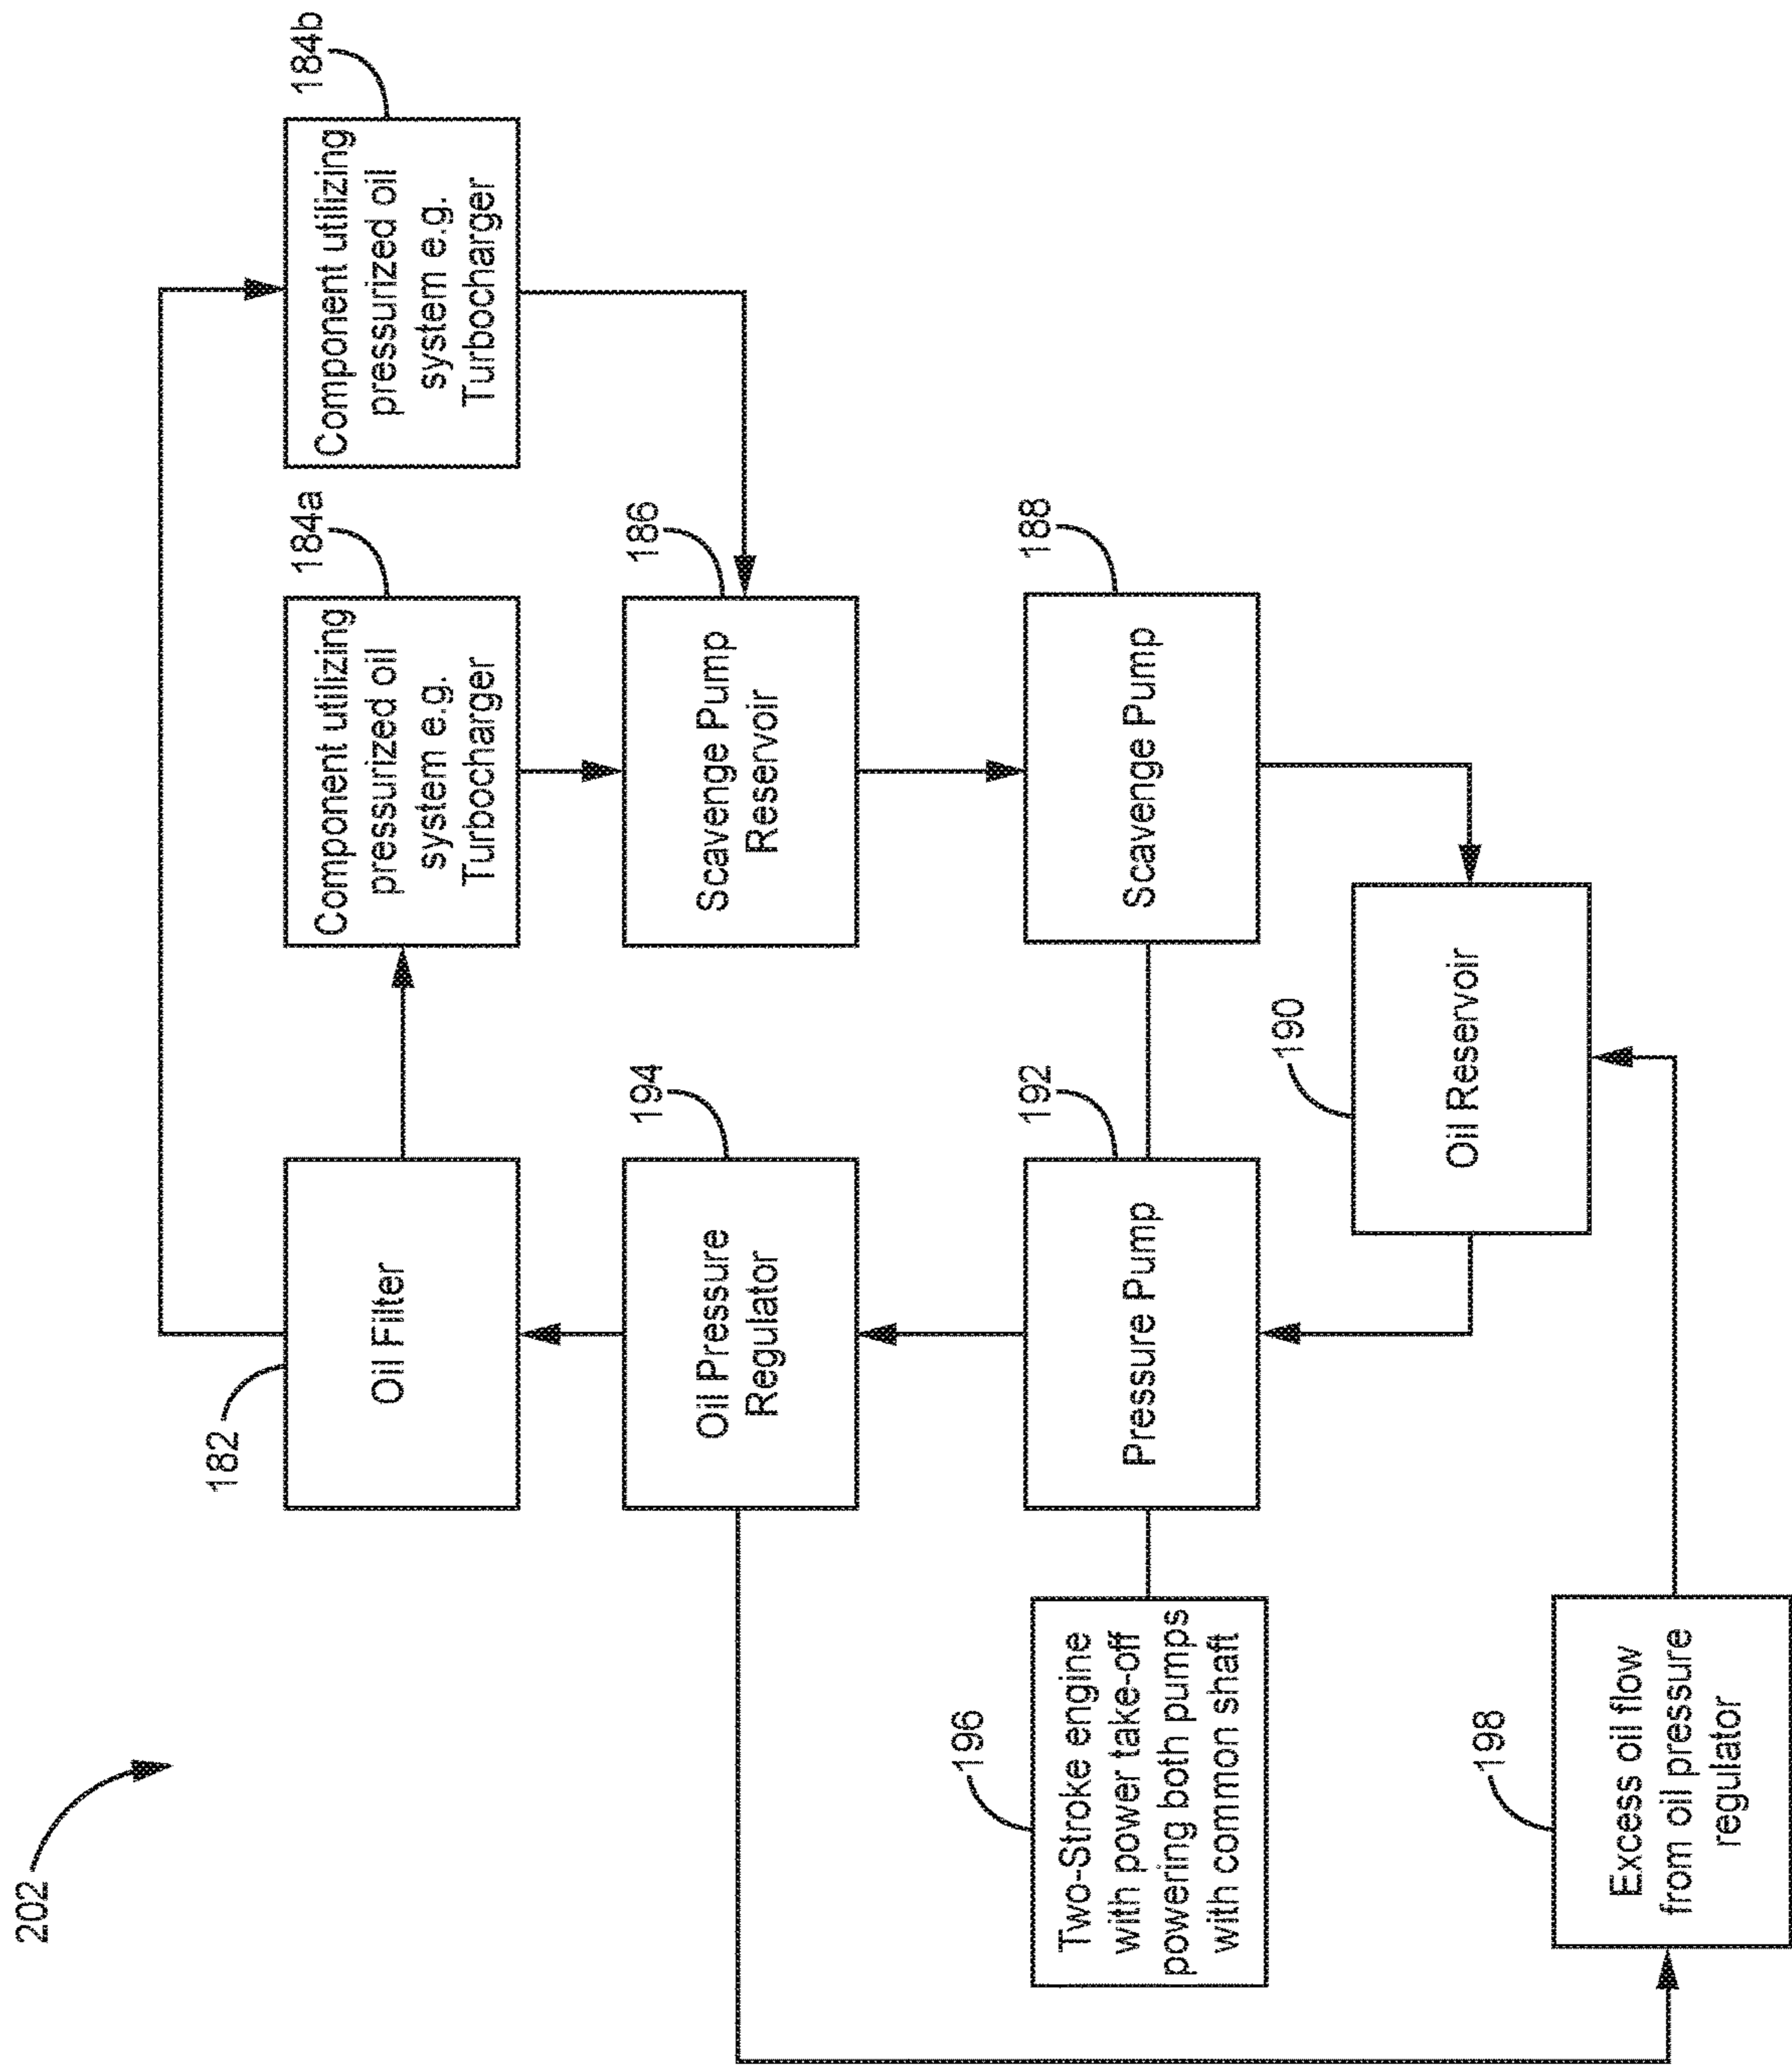 202
182
Oil Filter
184a
Component utilizing
pressurized oil
system e.g.
Turbocharger
184b
Component utilizing
pressurized oil
system e.g.
Turbocharger
194
Oil Pressure
Regulator
186
Scavenge Pump
Reservoir
196
Two-Stroke engine
with power take-off
powering both pumps
with common shaft
192
Pressure Pump
188
Scavenge Pump
190
Oil Reservoir
198
Excess oil flow
from oil pressure
regulator